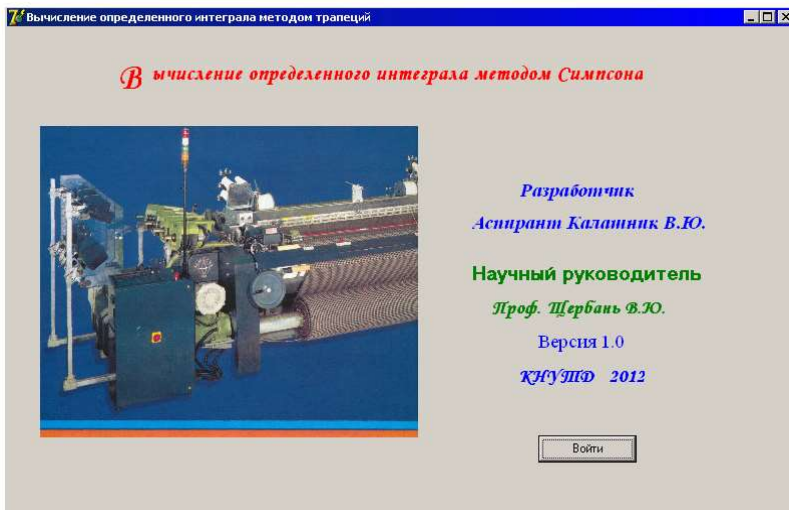 Вычисление определенного интеграла методом трапеций
Вычисление определенного интеграла методом Симпсона
Разработчик
Аспирант Калашник В.Ю.
Научный руководитель
Проф. Щербань В.Ю.
Версия 1.0
КНУТД 2012
Войти